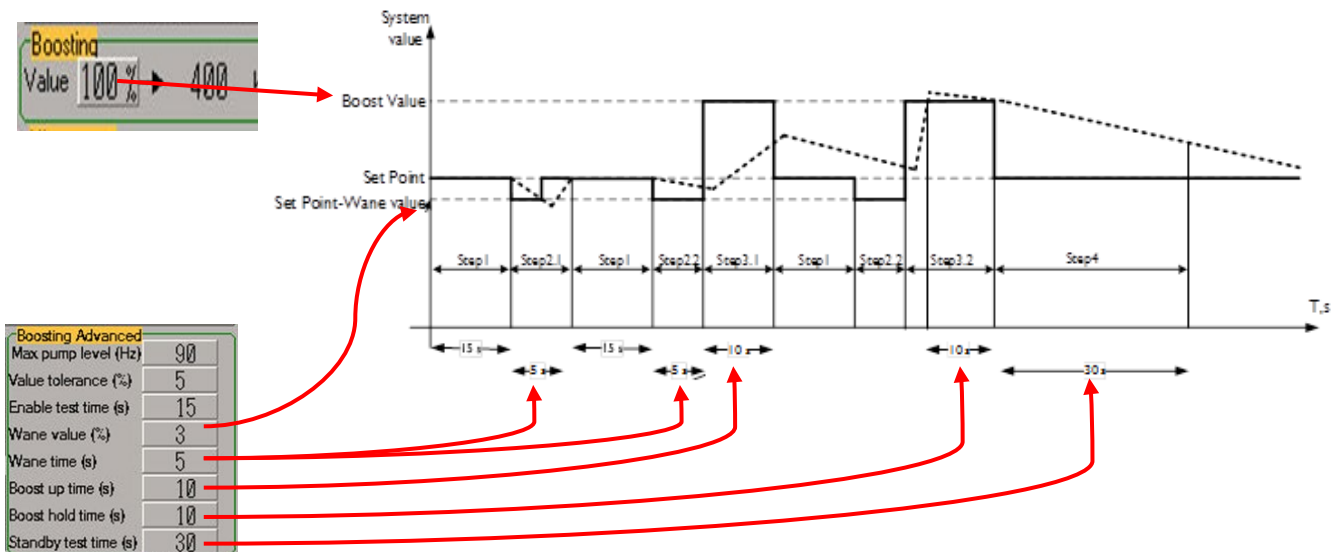 Boosting
Value 100% ▶ 400
System
value
Boost Value
Set Point
Set Point-Wane value
Step1
Step2.1
Step1
Step2.2
Step3.1
Step1
Step2.2
Step3.2
Step4
T,s
15 s
15 s
10 s
10 s
5 s
5 s
30 s
Boosting Advanced
Max pump level (Hz) 90
Value tolerance (%) 5
Enable test time (s) 15
Wane value (%) 3
Wane time (s) 5
Boost up time (s) 10
Boost hold time (s) 10
Standby test time (s) 30